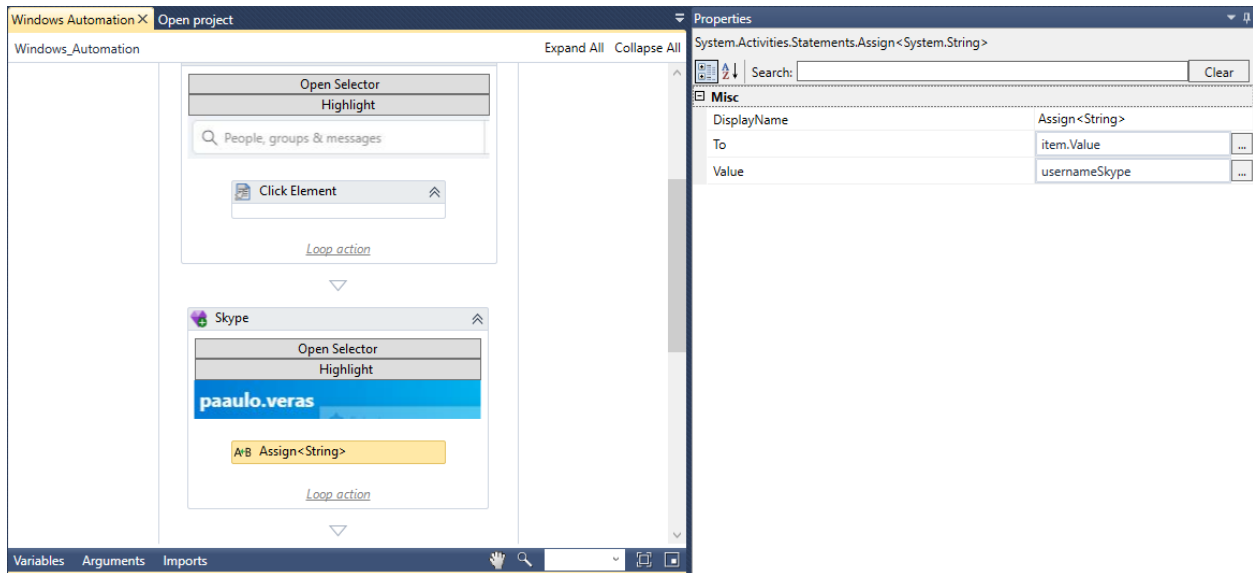 Windows Automation Open project
Windows_Automation Expand All Collapse All
Open Selector
Highlight
People, groups & messages
Click Element
Loop action
Skype
Open Selector
Highlight
paaulo.veras
A+B Assign<String>
Loop action
Variables Arguments Imports
Properties
System.Activities.Statements.Assign<System.String>
Search: Clear
Misc
DisplayName Assign<String>
To item.Value ...
Value usernameSkype ...